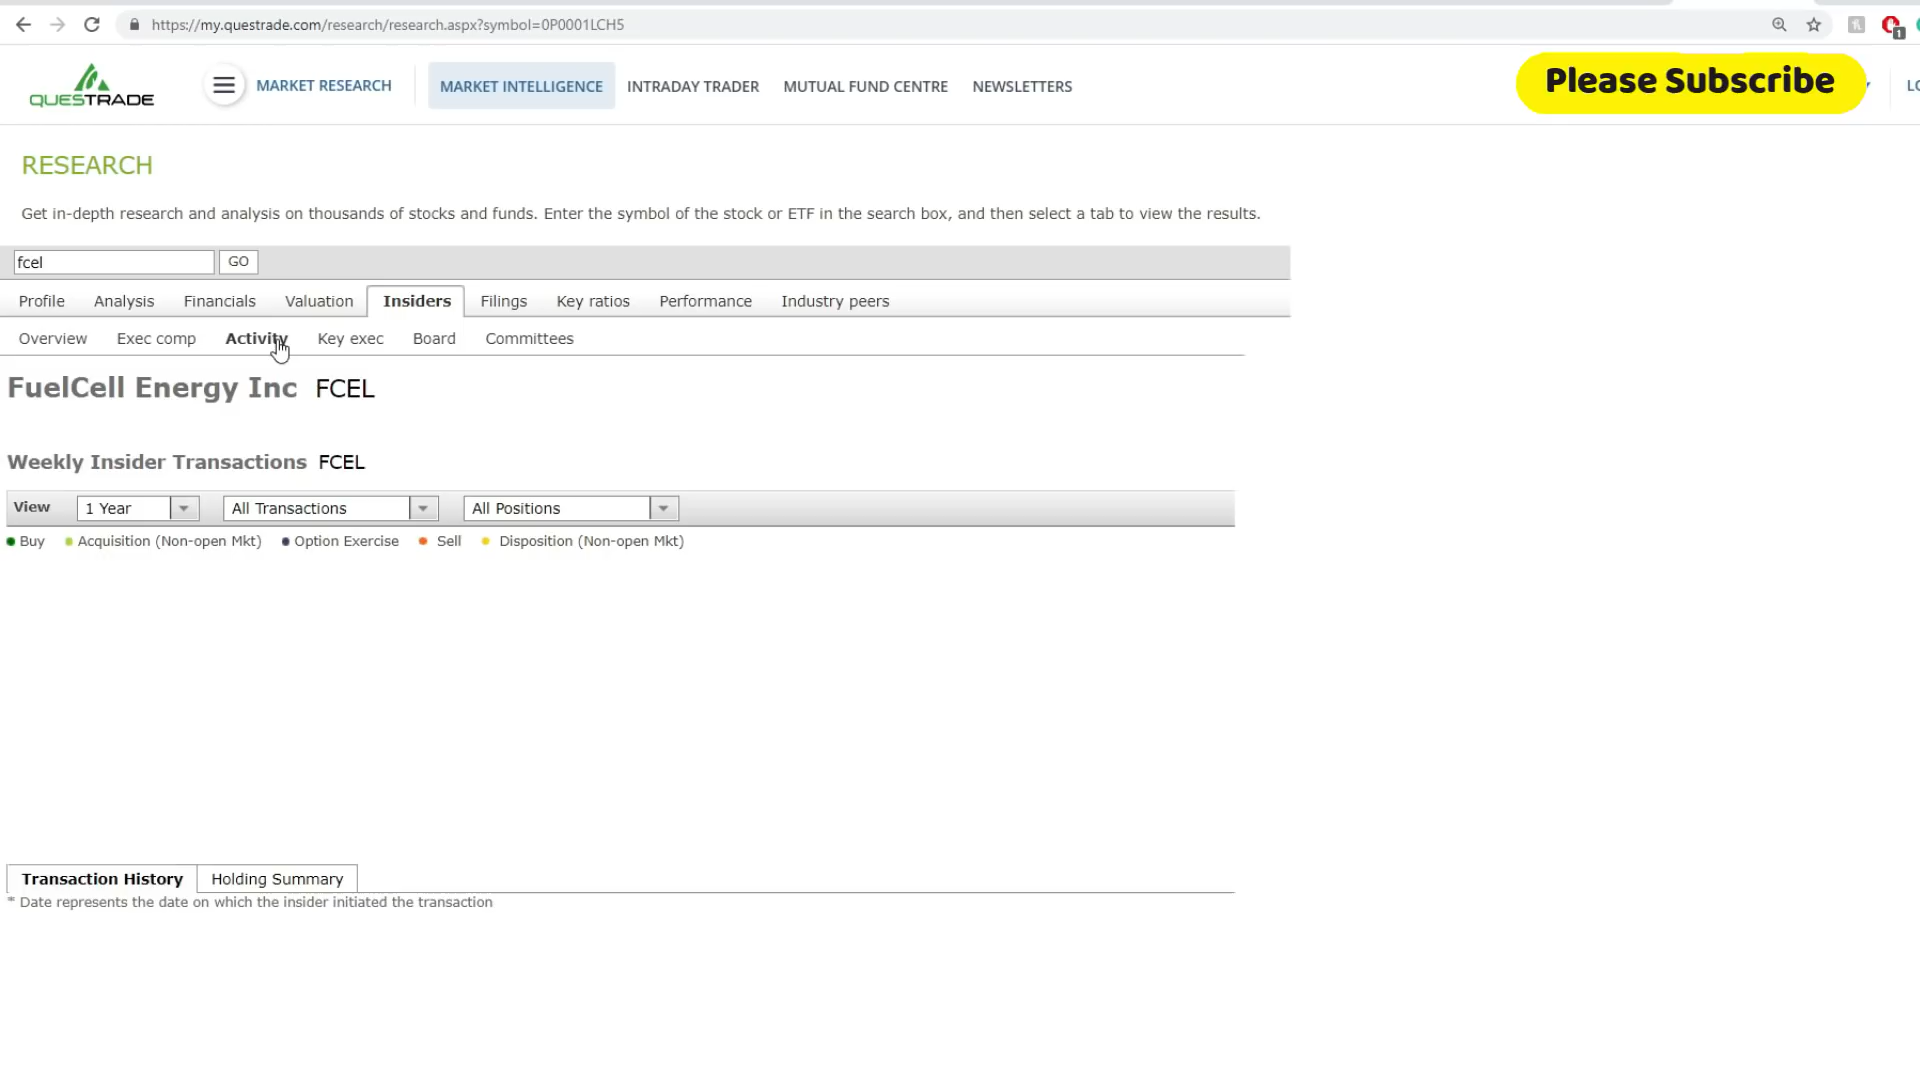 https://my.questrade.com/research/research.aspx?symbol=0P0001LCH5
1
QUESTRADE
MARKET RESEARCH
MARKET INTELLIGENCE
INTRADAY TRADER
MUTUAL FUND CENTRE
NEWSLETTERS
Please Subscribe
RESEARCH
Get in-depth research and analysis on thousands of stocks and funds. Enter the symbol of the stock or ETF in the search box, and then select a tab to view the results.
fcel GO
Profile Analysis Financials Valuation Insiders Filings Key ratios Performance Industry peers
Overview Exec comp Activity Key exec Board Committees
FuelCell Energy Inc FCEL
Weekly Insider Transactions FCEL
View 1 Year All Transactions All Positions
Buy Acquisition (Non-open Mkt) Option Exercise Sell Disposition (Non-open Mkt)
Transaction History Holding Summary
* Date represents the date on which the insider initiated the transaction